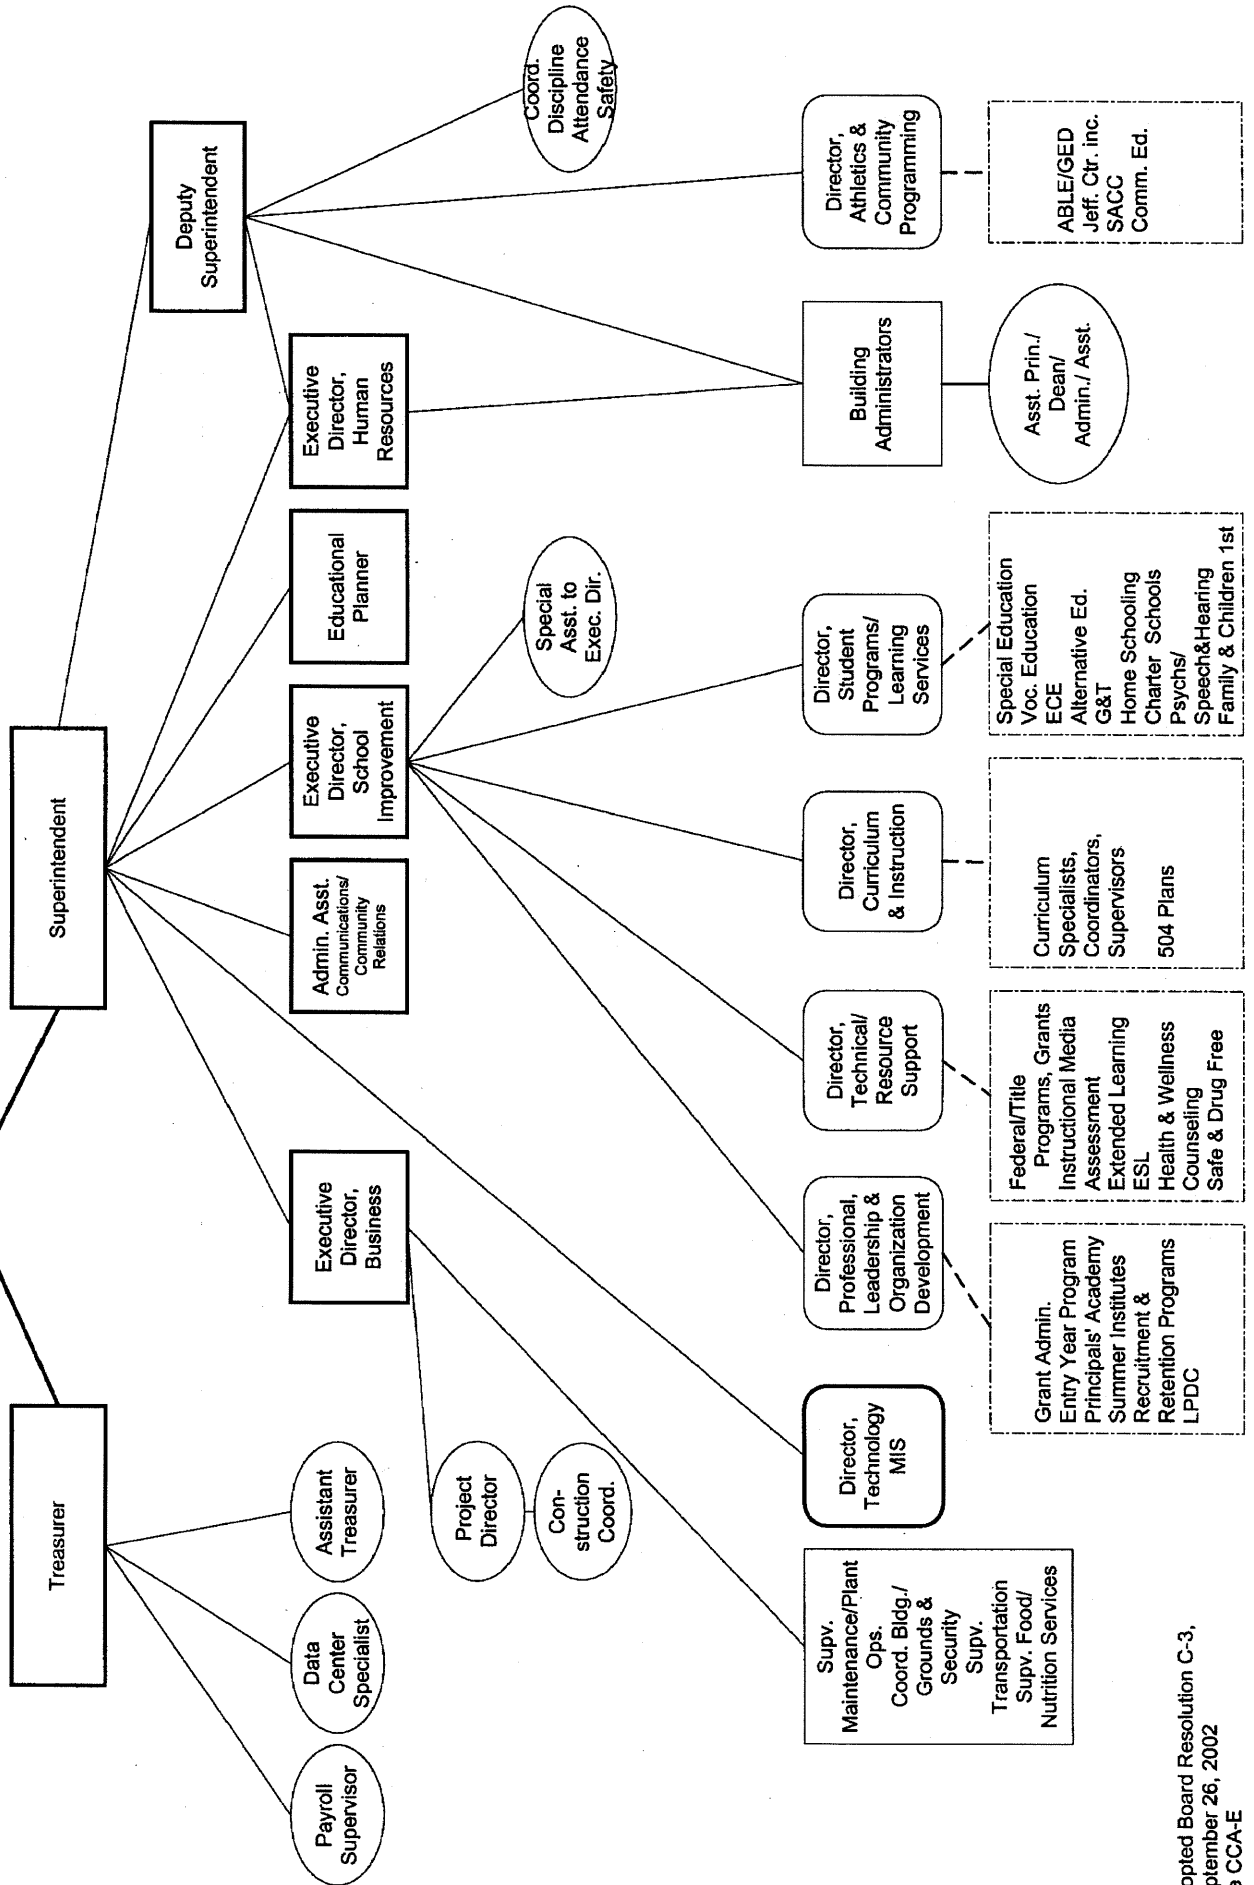 Treasurer
Superintendent
Deputy
Superintendent
Payroll
Supervisor
Data
Center
Specialist
Assistant
Treasurer
Executive
Director,
Business
Admin. Asst.
Communications/
Community
Relations
Executive
Director,
School
Improvement
Educational
Planner
Executive
Director,
Human
Resources
Project
Director
Con-
struction
Coord.
Special
Asst. to
Exec. Dir.
Coord.
Discipline
Attendance
Safety
Supv.
Maintenance/Plant
Ops.
Coord. Bldg./
Grounds &
Security
Supv.
Transportation
Supv. Food/
Nutrition Services
Director,
Technology
MIS
Director,
Professional,
Leadership &
Organization
Development
Director,
Technical/
Resource
Support
Director,
Curriculum
& Instruction
Director,
Student
Programs/
Learning
Services
Building
Administrators
Director,
Athletics &
Community
Programming
Grant Admin.
Entry Year Program
Principals' Academy
Summer Institutes
Recruitment &
Retention Programs
LPDC
Federal/Title
Programs, Grants
Instructional Media
Assessment
Extended Learning
ESL
Health & Wellness
Counseling
Safe & Drug Free
Curriculum
Specialists,
Coordinators,
Supervisors
504 Plans
Special Education
Voc. Education
ECE
Alternative Ed.
G&T
Home Schooling
Charter Schools
Psychs/
Speech&Hearing
Family & Children 1st
Asst. Prin./
Dean/
Admin./ Asst.
ABLE/GED
Jeff. Ctr. inc.
SACC
Comm. Ed.
opted Board Resolution C-3,
ptember 26, 2002
e CCA-E